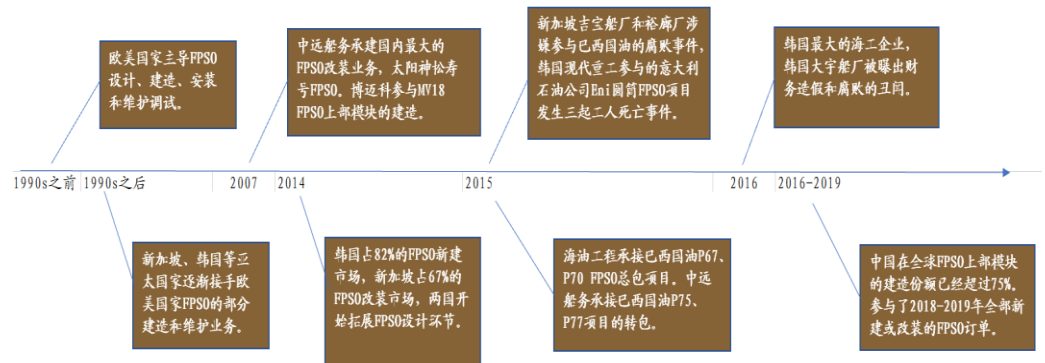 欧美国家主导FPSO
设计、建造、安装
和维护调试。
中远船务承建国内最大的
FPSO改装业务，太阳神松寿
号FPSO。博迈科参与MV18
FPSO上部模块的建造。
新加坡吉宝船厂和裕廊厂涉
嫌参与巴西国油的腐败事件，
韩国现代重工参与的意大利
石油公司Eni圆筒FPSO项目
发生三起工人死亡事件。
韩国最大的海工企业，
韩国大宇船厂被曝出财
务造假和腐败的丑闻。
1990s之前 1990s之后 2007 2014 2015 2016 2016-2019
新加坡、韩国等亚
太国家逐渐接手欧
美国家FPSO的部分
建造和维护业务。
韩国占82%的FPSO新建
市场，新加坡占67%的
FPSO改装市场，两国开
始拓展FPSO设计环节。
海油工程承接巴西国油P67、
P70 FPSO总包项目。中远
船务承接巴西国油P75、
P77项目的转包。
中国在全球FPSO上部模块
的建造份额已经超过75%。
参与了2018-2019年全部新
建或改装的FPSO订单。